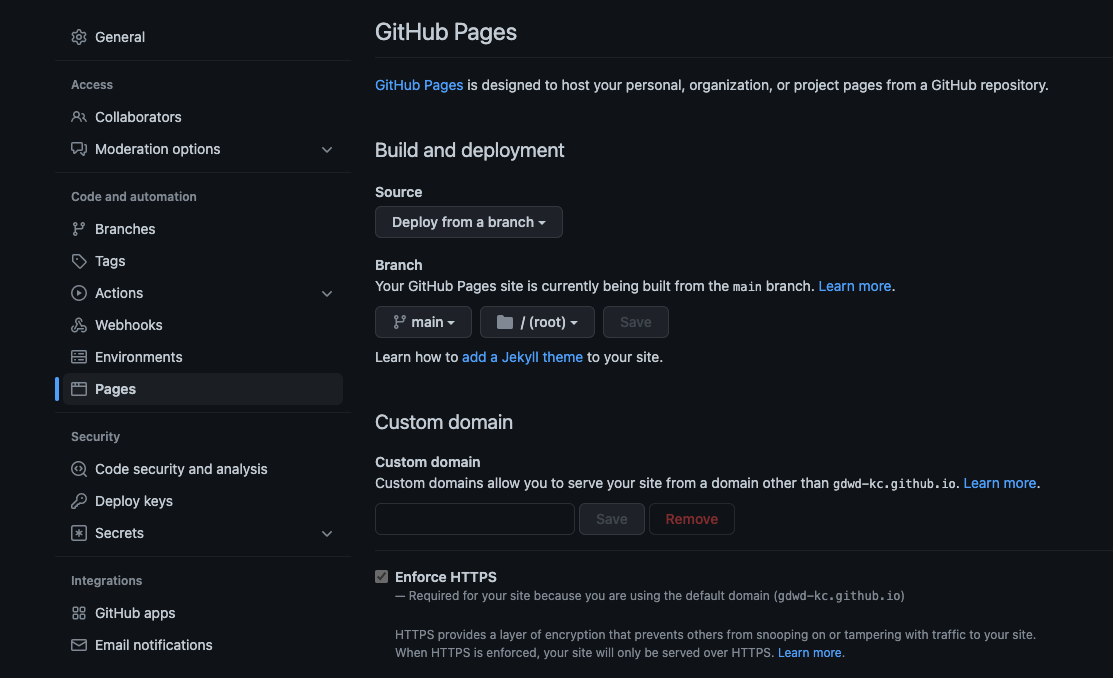 General
Access
Collaborators
Moderation options
Code and automation
Branches
Tags
Actions
Webhooks
Environments
Pages
Security
Code security and analysis
Deploy keys
Secrets
Integrations
GitHub apps
Email notifications
GitHub Pages
GitHub Pages is designed to host your personal, organization, or project pages from a GitHub repository.
Build and deployment
Source
Deploy from a branch
Branch
Your GitHub Pages site is currently being built from the main branch. Learn more.
main / (root) Save
Learn how to add a Jekyll theme to your site.
Custom domain
Custom domain
Custom domains allow you to serve your site from a domain other than gdwd-kc.github.io. Learn more.
Save Remove
Enforce HTTPS
— Required for your site because you are using the default domain (gdwd-kc.github.io)
HTTPS provides a layer of encryption that prevents others from snooping on or tampering with traffic to your site.
When HTTPS is enforced, your site will only be served over HTTPS. Learn more.